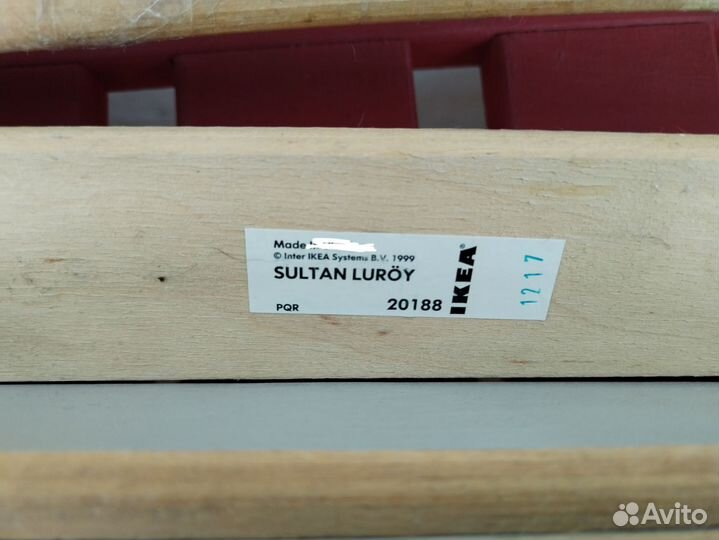 Made
© Inter IKEA Systems B.V. 1999
SULTAN LURÖY
PQR 20188
IKEA®
1217
Avito